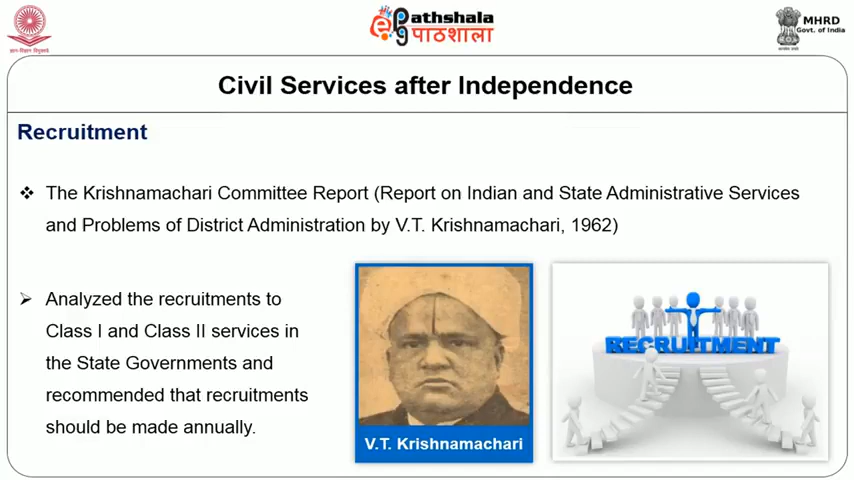 ePathshala
पाठशाला
MHRD
Govt. of India
Civil Services after Independence
Recruitment
The Krishnamachari Committee Report (Report on Indian and State Administrative Services
and Problems of District Administration by V.T. Krishnamachari, 1962)
Analyzed the recruitments to
Class I and Class II services in
the State Governments and
recommended that recruitments
should be made annually.
RECRUITMENT
V.T. Krishnamachari